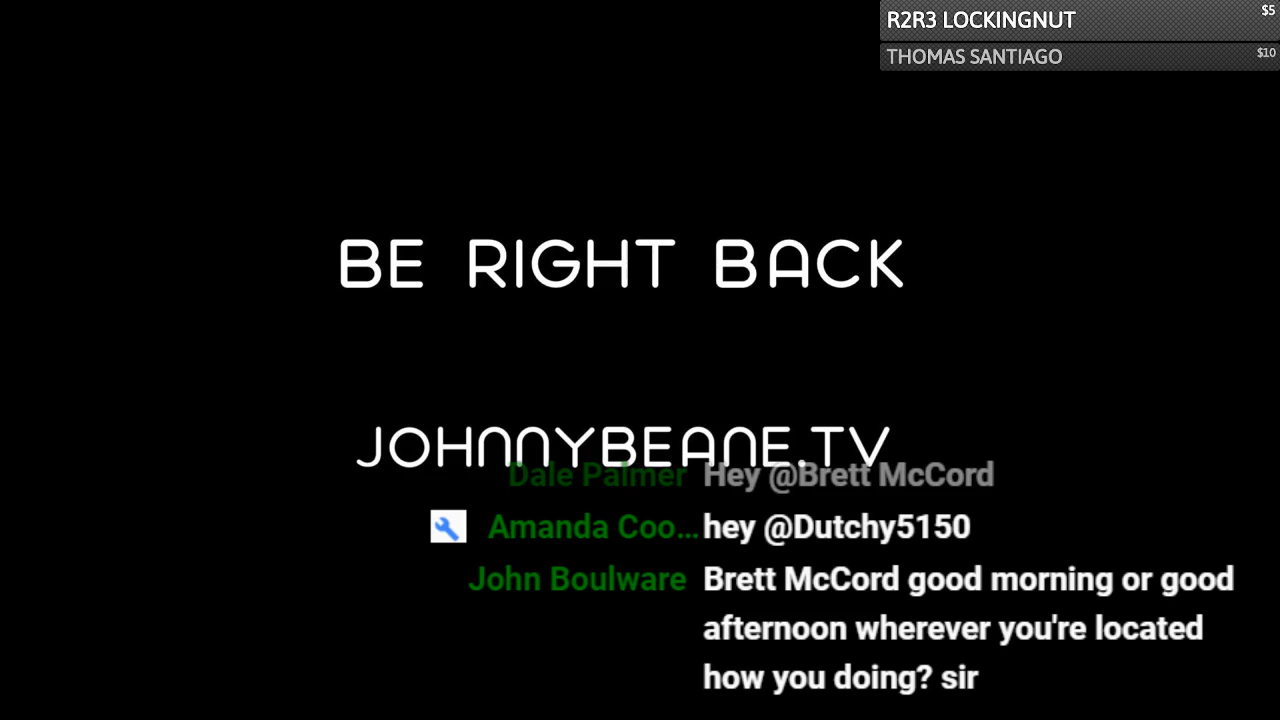 R2R3 LOCKINGNUT $5
THOMAS SANTIAGO $10
BE RIGHT BACK
JOHNNYBEANE.TV
Dale Palmer Hey @Brett McCord
Amanda Coo… hey @Dutchy5150
John Boulware Brett McCord good morning or good
afternoon wherever you're located
how you doing? sir